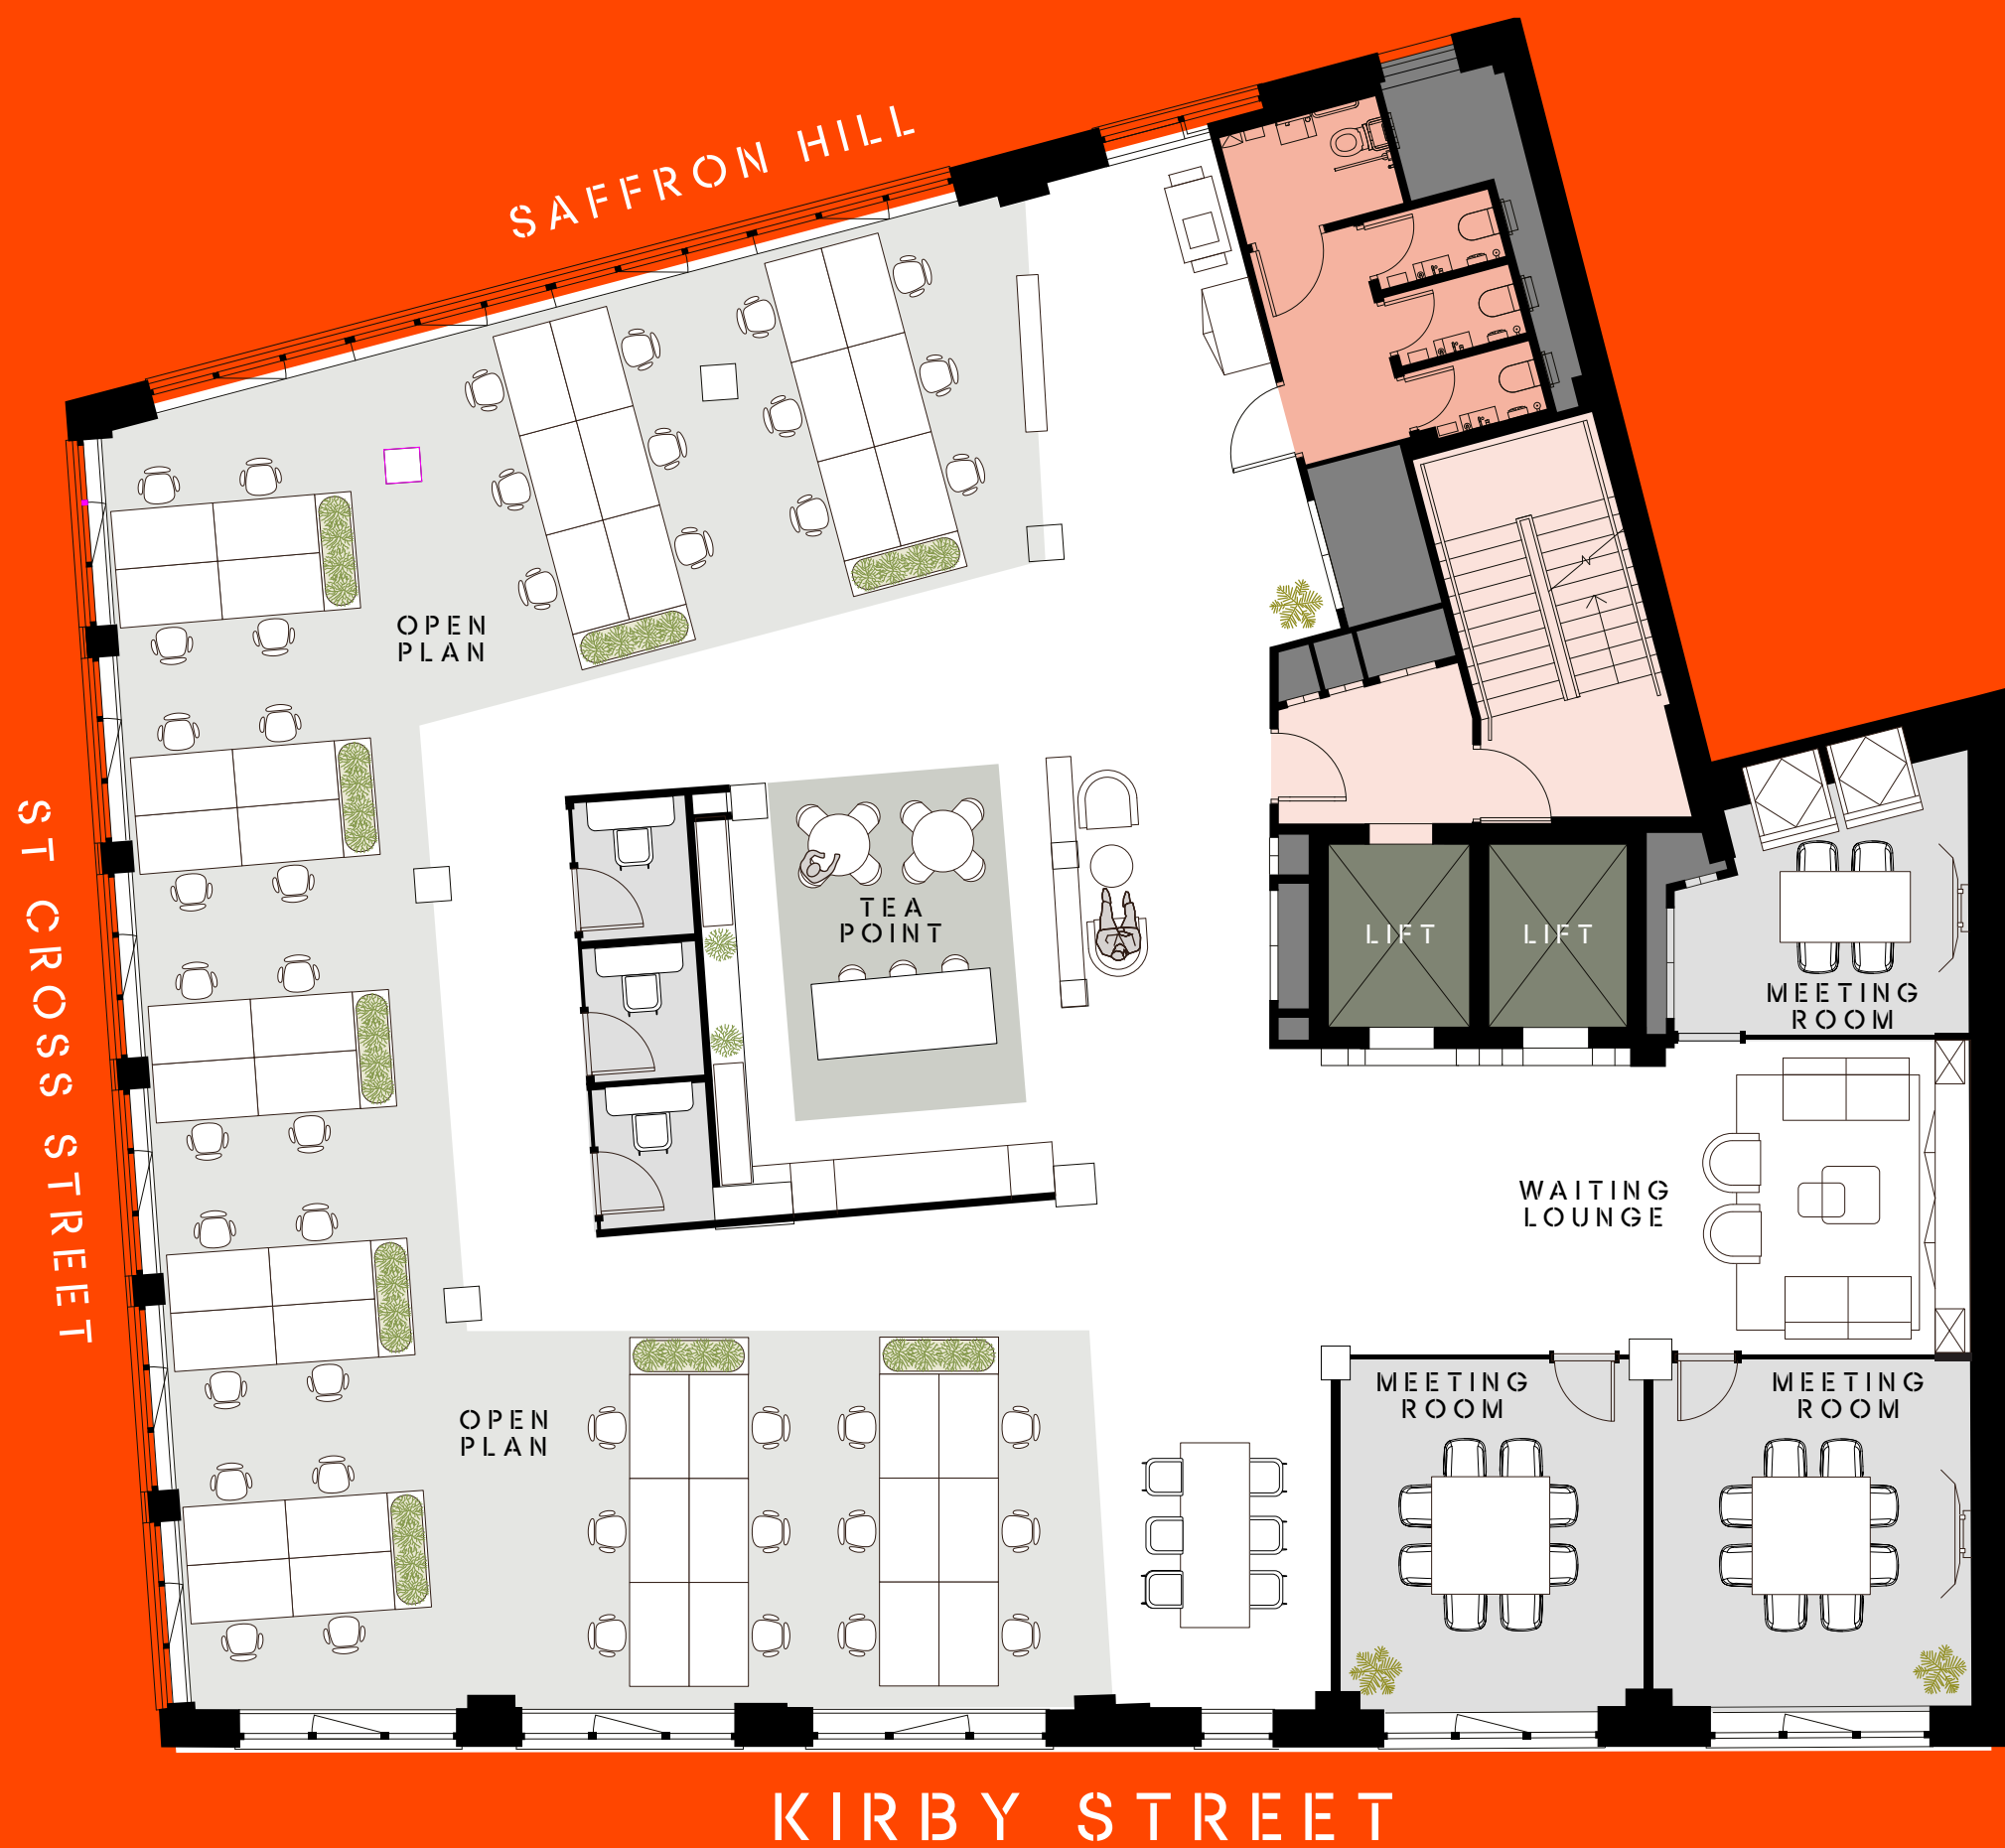 SAFFRON HILL
OPEN
PLAN
ST CROSS STREET
TEA
POINT
LIFT
LIFT
MEETING
ROOM
WAITING
LOUNGE
MEETING
ROOM
MEETING
ROOM
OPEN
PLAN
KIRBY STREET